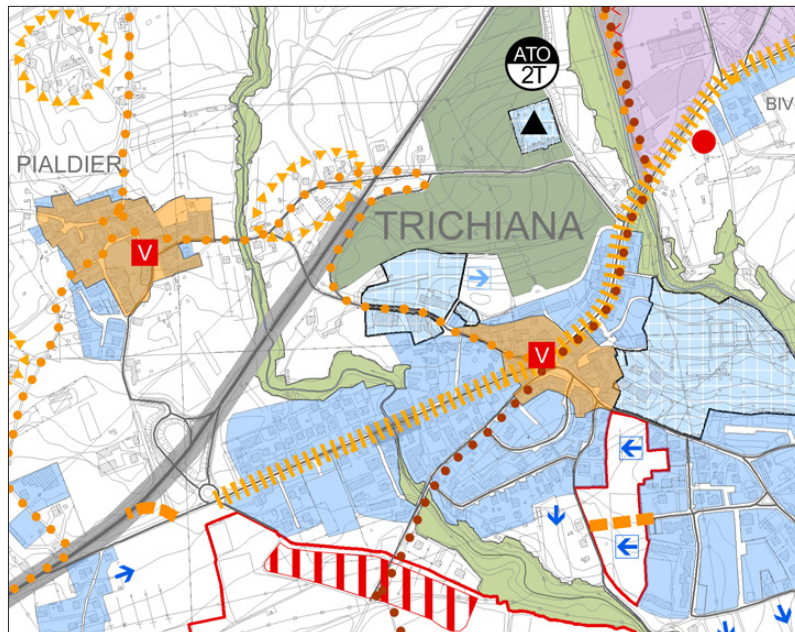 ATO
2T
BIV
PIALDIER
TRICHIANA
V
V